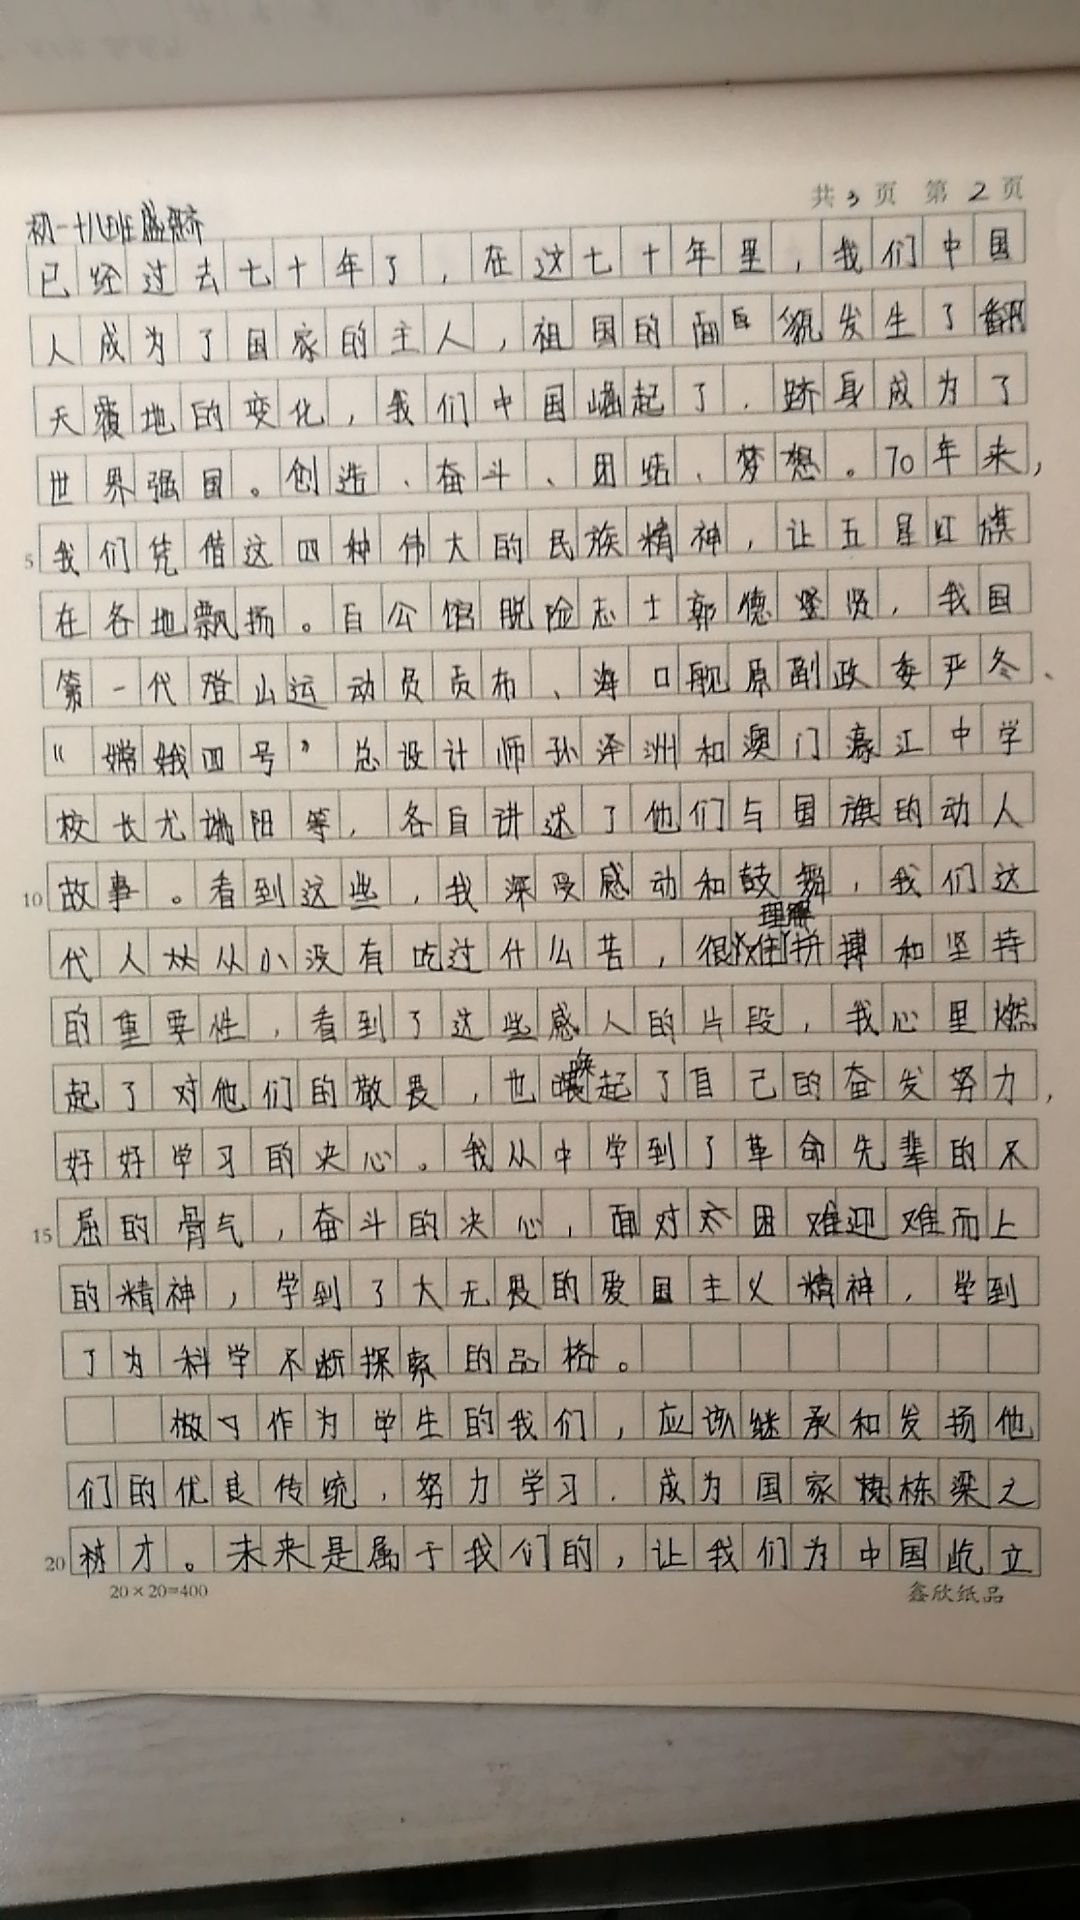 共3页 第2页
初一十八班盛
已经过去七十年了，在这七十年里，我们中国
人成为了国家的主人，祖国的面貌发生了翻
天覆地的变化，我们中国崛起了，跻身成为了
世界强国。创造、奋斗、团结、梦想。70年来，
我们凭借这四种伟大的民族精神，让五星红旗
在各地飘扬。白公馆脱险志士郭德坚贤，我国
第一代登山运动员贡布、海口舰原副政委严冬、
“嫦娥四号”总设计师孙泽洲和澳门濠江中学
校长尤端阳等，各自讲述了他们与国旗的动人
故事。看到这些，我深受感动和鼓舞，我们这
代人从小没有吃过什么苦，很难理解拼搏和坚持
的重要性，看到了这些感人的片段，我心里燃
起了对他们的敬畏，也唤起了自己的奋发努力，
好好学习的决心。我从中学到了革命先辈的不
屈的骨气，奋斗的决心，面对困难迎难而上
的精神，学到了大无畏的爱国主义精神，学到
了为科学不断探索的品格。
做为作为学生的我们，应该继承和发扬他
们的优良传统，努力学习，成为国家栋梁之
材才。未来是属于我们的，让我们为中国屹立
5
10
15
20
20×20=400
鑫欣纸品